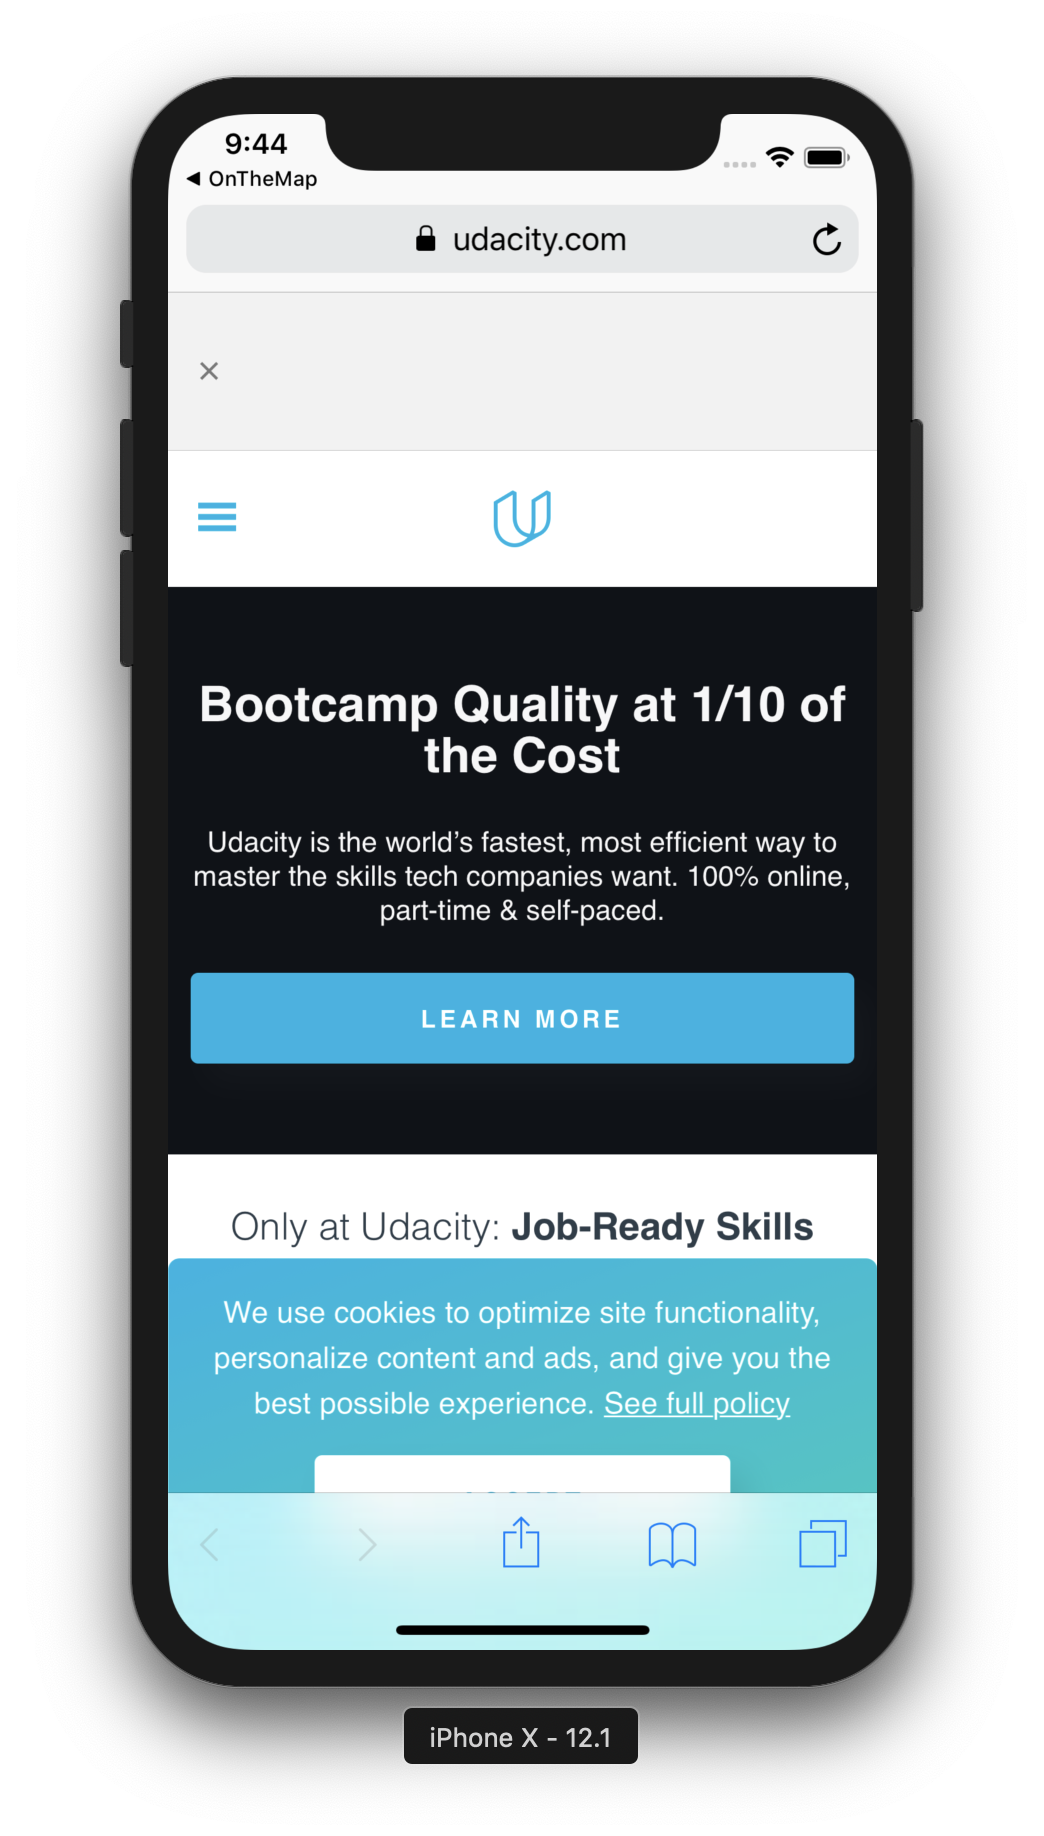 9:44
◀ OnTheMap
udacity.com
Bootcamp Quality at 1/10 of
the Cost
Udacity is the world’s fastest, most efficient way to
master the skills tech companies want. 100% online,
part-time & self-paced.
LEARN MORE
Only at Udacity: Job-Ready Skills
We use cookies to optimize site functionality,
personalize content and ads, and give you the
best possible experience. See full policy
iPhone X - 12.1